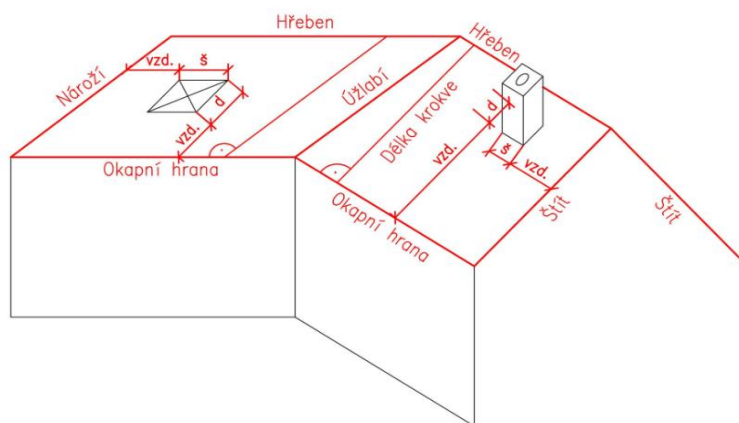 Hřeben
Hřeben
vzd.
š
Nároží
d
Úžlabí
vzd.
Okapní hrana
Délka krokve
d
vzd.
š
vzd.
Okapní hrana
Štít
Štít